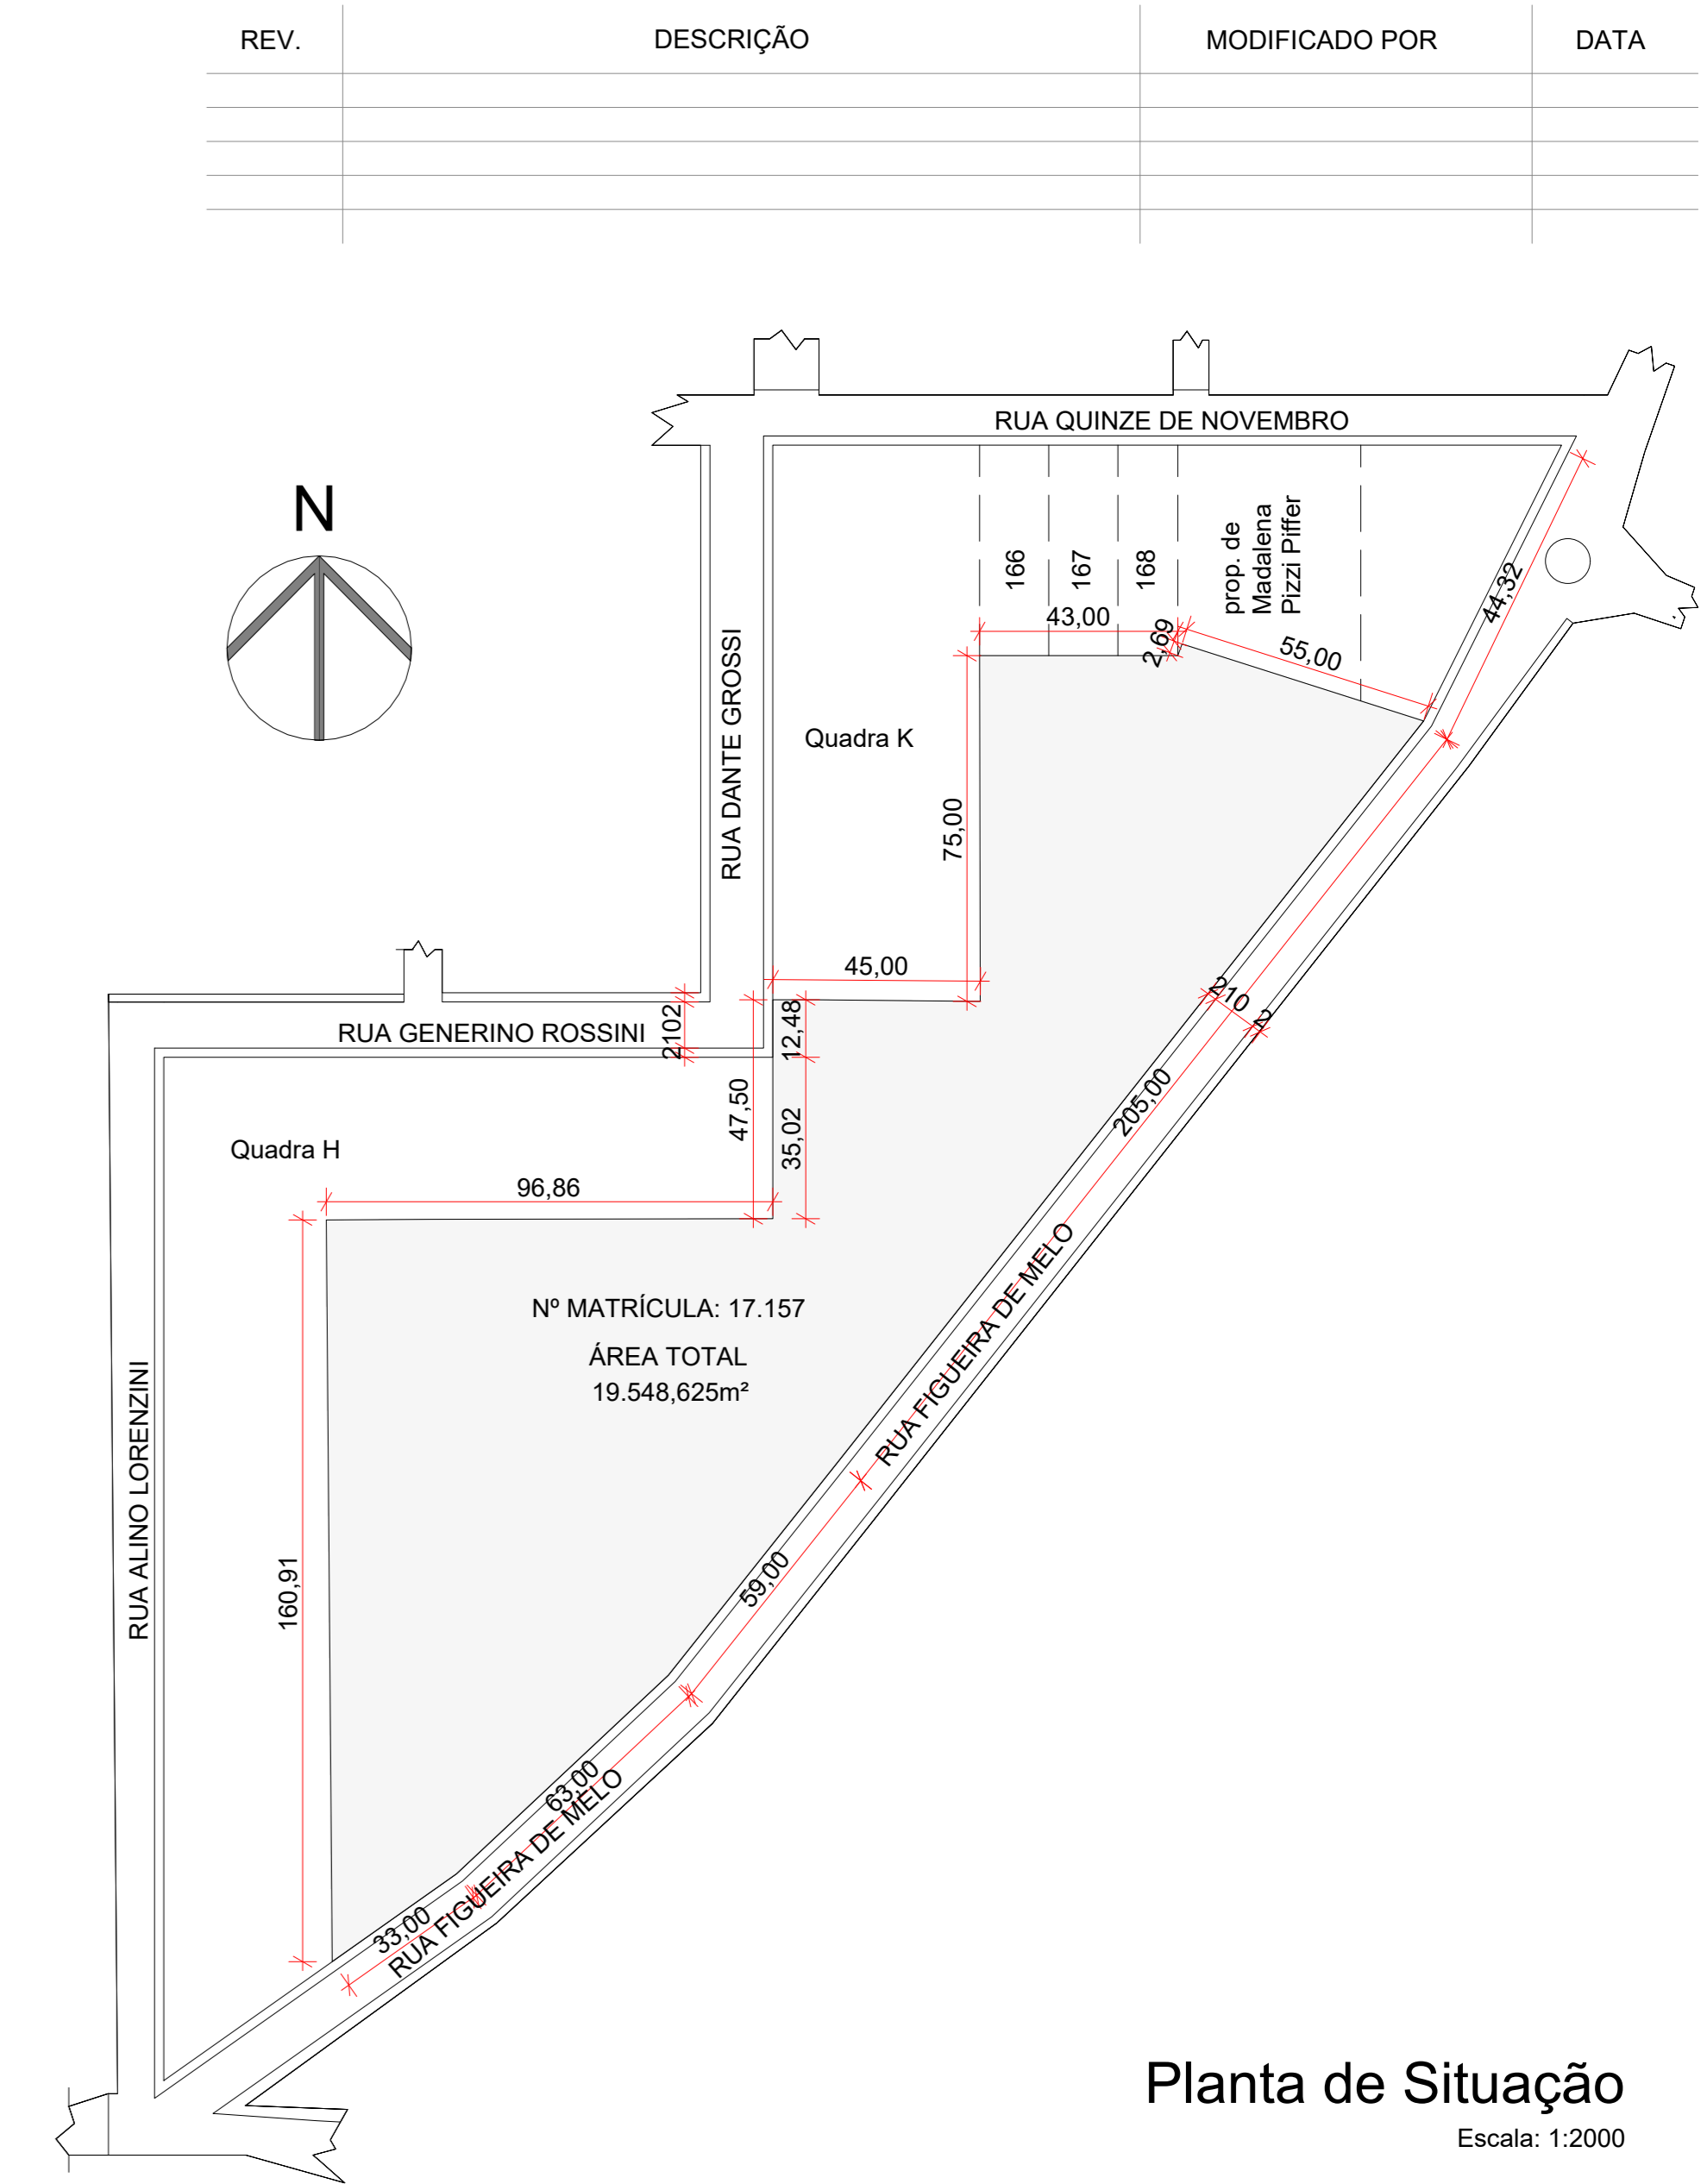 REV. DESCRIÇÃO MODIFICADO POR DATA
RUA QUINZE DE NOVEMBRO
N
166
167
168
prop. de
Madalena
Pizzi Piffer
44,32
43,00
2,69
55,00
RUA DANTE GROSSI
Quadra K
75,00
45,00
2102
RUA GENERINO ROSSINI
12,48
210 2
47,50
35,02
205,00
Quadra H
96,86
Nº MATRÍCULA: 17.157
ÁREA TOTAL
19.548,625m²
RUA FIGUEIRA DE MELO
RUA ALINO LORENZINI
160,91
59,00
63,00
RUA FIGUEIRA DE MELO
33,00
Planta de Situação
Escala: 1:2000